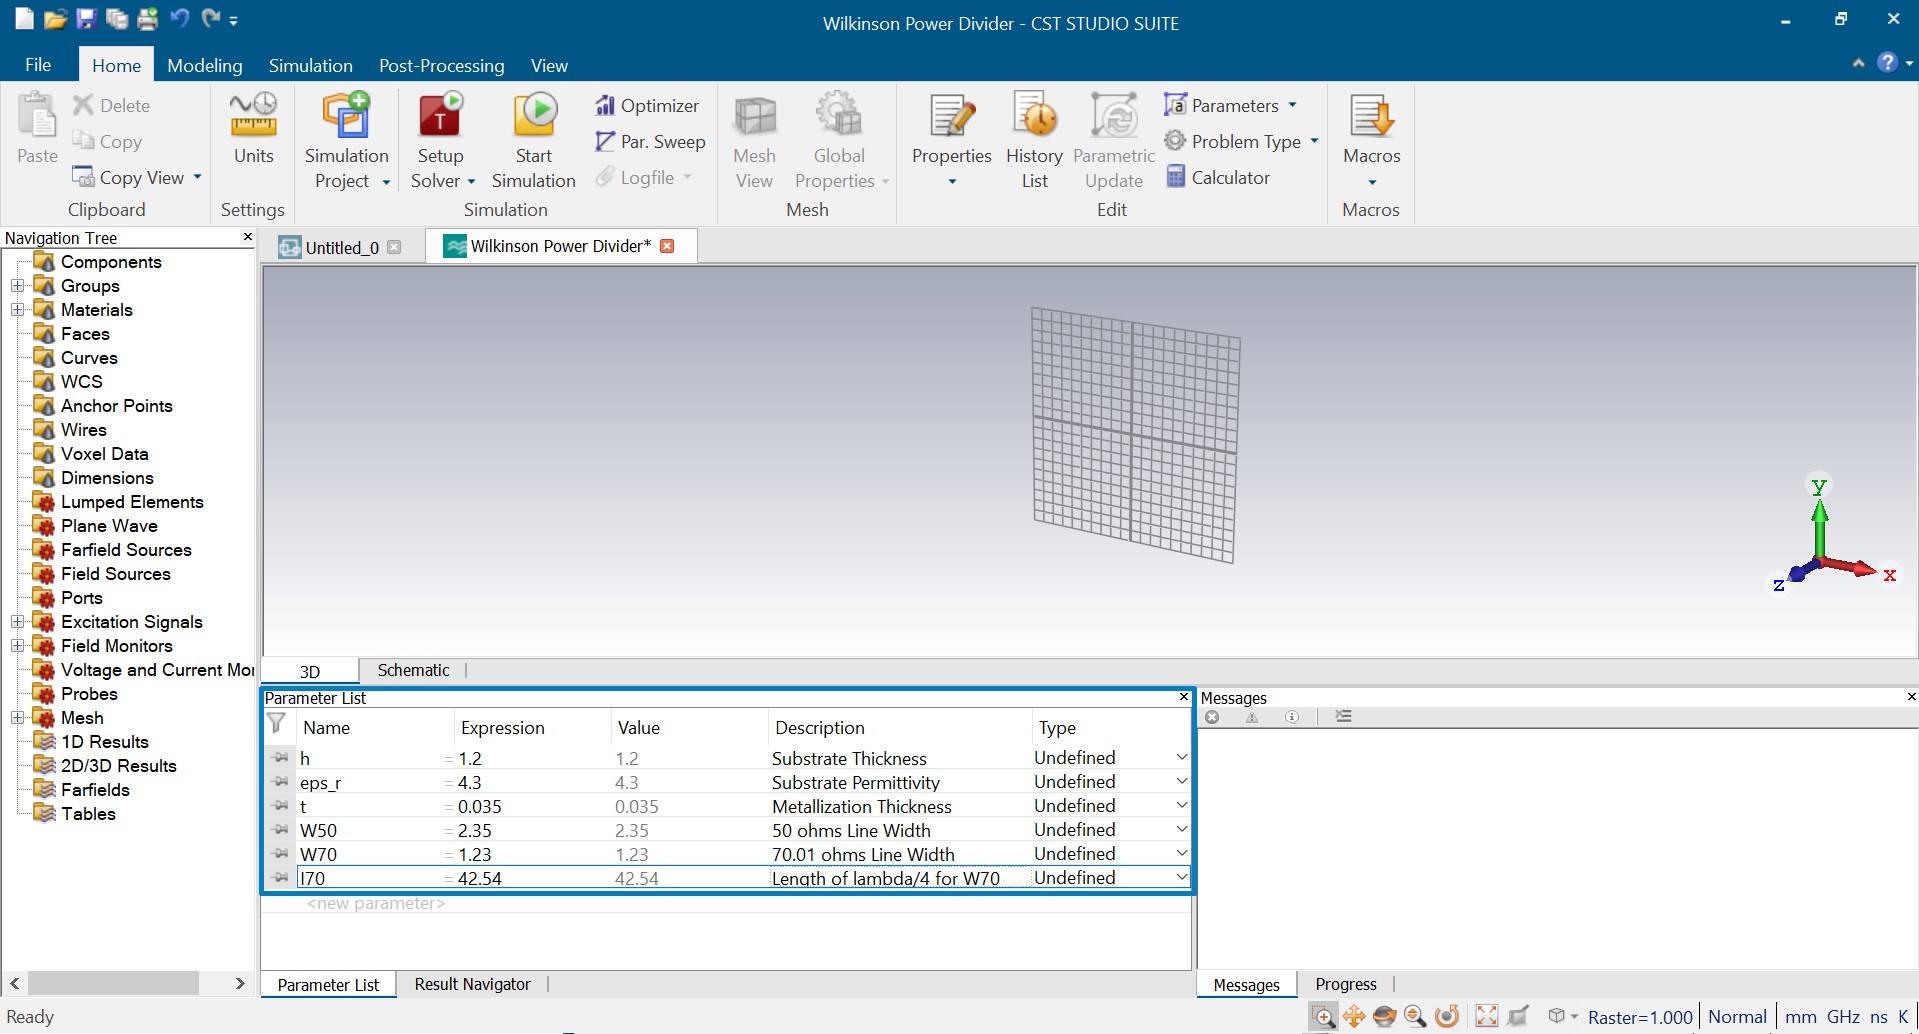 Wilkinson Power Divider - CST STUDIO SUITE
File Home Modeling Simulation Post-Processing View
Paste
Delete
Copy
Copy View
Clipboard
Units
Settings
Simulation Project
Setup Solver
Start Simulation
Optimizer
Par. Sweep
Logfile
Simulation
Mesh View
Global Properties
Mesh
Properties
History List
Parametric Update
Parameters
Problem Type
Calculator
Edit
Macros
Macros
Navigation Tree
Components
Groups
Materials
Faces
Curves
WCS
Anchor Points
Wires
Voxel Data
Dimensions
Lumped Elements
Plane Wave
Farfield Sources
Field Sources
Ports
Excitation Signals
Field Monitors
Voltage and Current Mo
Probes
Mesh
1D Results
2D/3D Results
Farfields
Tables
Untitled_0 Wilkinson Power Divider*
y
x
z
3D Schematic
Parameter List
Name Expression Value Description Type
h = 1.2 1.2 Substrate Thickness Undefined
eps_r = 4.3 4.3 Substrate Permittivity Undefined
t = 0.035 0.035 Metallization Thickness Undefined
W50 = 2.35 2.35 50 ohms Line Width Undefined
W70 = 1.23 1.23 70.01 ohms Line Width Undefined
l70 = 42.54 42.54 Length of lambda/4 for W70 Undefined
<new parameter>
Parameter List Result Navigator
Messages
Messages Progress
Ready
Raster=1.000 Normal mm GHz ns K